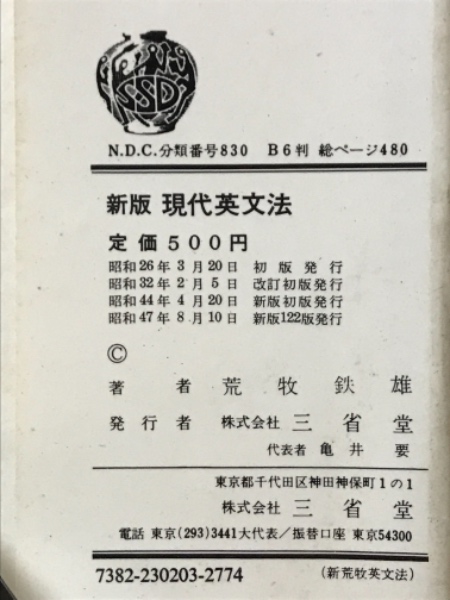 SSD
N.D.C.分類番号830 B6判 総ページ480
新版 現代英文法
定価500円
昭和26年3月20日 初版発行
昭和32年2月5日 改訂初版発行
昭和44年4月20日 新版初版発行
昭和47年8月10日 新版122版発行
©
著者 荒牧鉄雄
発行者 株式会社 三省堂
代表者 亀井要
東京都千代田区神田神保町1の1
株式会社 三省堂
電話 東京(293)3441大代表/振替口座 東京54300
7382-230203-2774 (新荒牧英文法)